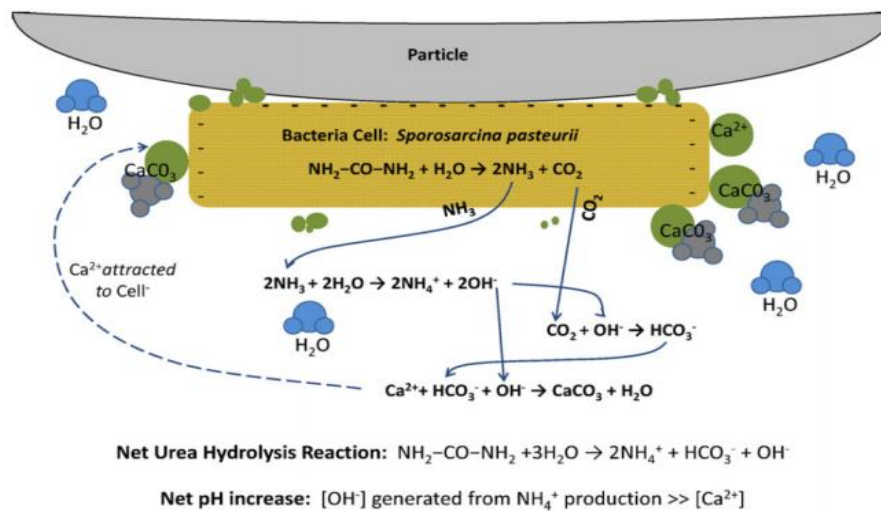 Particle
H₂O
Bacteria Cell: Sporosarcina pasteurii
Ca²⁺
H₂O
CaC0₃
NH₂–CO–NH₂ + H₂O → 2NH₃ + CO₂
CaC0₃
NH₃
CO₂
CaC0₃
Ca²⁺attracted
to Cell⁻
2NH₃ + 2H₂O → 2NH₄⁺ + 2OH⁻
H₂O
H₂O
CO₂ + OH⁻ → HCO₃⁻
Ca²⁺+ HCO₃⁻ + OH⁻ → CaCO₃ + H₂O
Net Urea Hydrolysis Reaction: NH₂–CO–NH₂ +3H₂O → 2NH₄⁺ + HCO₃⁻ + OH⁻
Net pH increase: [OH⁻] generated from NH₄⁺ production >> [Ca²⁺]